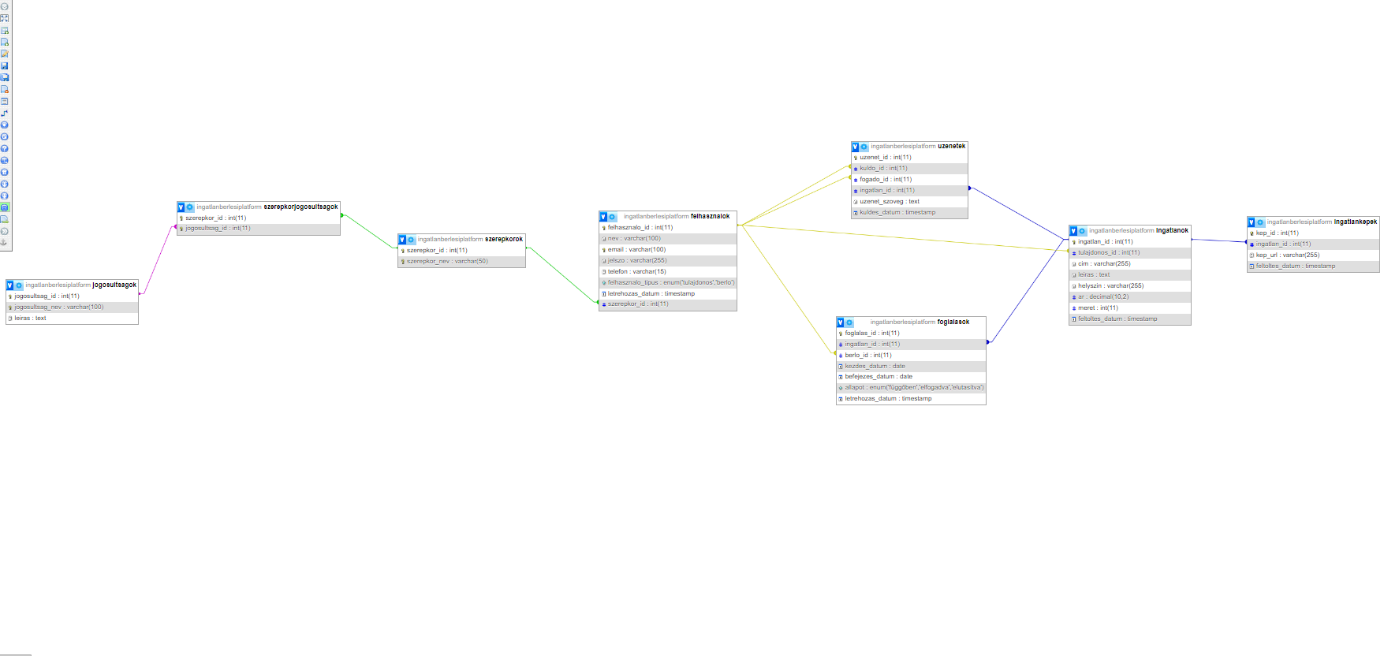 ingatlanberlesiplatform jogosultsagok
jogosultsag_id : int(11)
jogosultsag_nev : varchar(100)
leiras : text
ingatlanberlesiplatform szerepkorjogosultsagok
szerepkor_id : int(11)
jogosultsag_id : int(11)
ingatlanberlesiplatform szerepkorok
szerepkor_id : int(11)
szerepkor_nev : varchar(50)
ingatlanberlesiplatform felhasznalok
felhasznalo_id : int(11)
nev : varchar(100)
email : varchar(100)
jelszo : varchar(255)
telefon : varchar(15)
felhasznalo_tipus : enum('tulajdonos','berlo')
letrehozas_datum : timestamp
szerepkor_id : int(11)
ingatlanberlesiplatform uzenetek
uzenet_id : int(11)
kuldo_id : int(11)
fogado_id : int(11)
ingatlan_id : int(11)
uzenet_szoveg : text
kuldes_datum : timestamp
ingatlanberlesiplatform foglalasok
foglalas_id : int(11)
ingatlan_id : int(11)
berlo_id : int(11)
kezdes_datum : date
befejezes_datum : date
allapot : enum('függőben','elfogadva','elutasitva')
letrehozas_datum : timestamp
ingatlanberlesiplatform ingatlanok
ingatlan_id : int(11)
tulajdonos_id : int(11)
cim : varchar(255)
leiras : text
helyszin : varchar(255)
ar : decimal(10,2)
meret : int(11)
feltoltes_datum : timestamp
ingatlanberlesiplatform ingatlankepek
kep_id : int(11)
ingatlan_id : int(11)
kep_url : varchar(255)
feltoltes_datum : timestamp